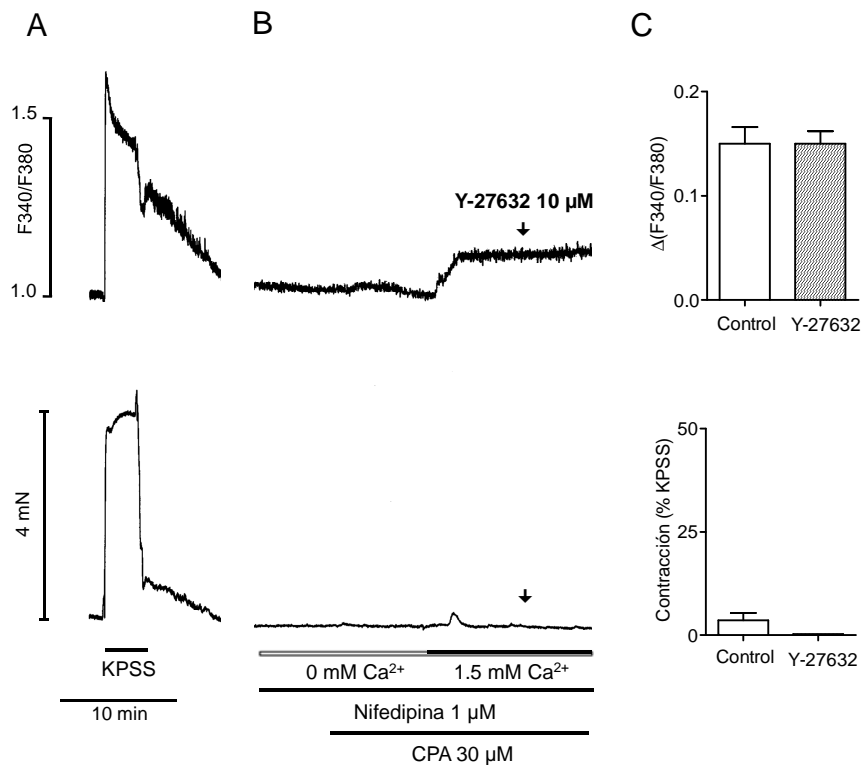 A
B
C
F340/F380
1.5
1.0
Y-27632 10 µM
Δ(F340/F380)
0.2
0.1
0.0
Control
Y-27632
4 mN
KPSS
10 min
0 mM Ca²⁺
1.5 mM Ca²⁺
Nifedipina 1 µM
CPA 30 µM
Contracción (% KPSS)
50
25
0
Control
Y-27632